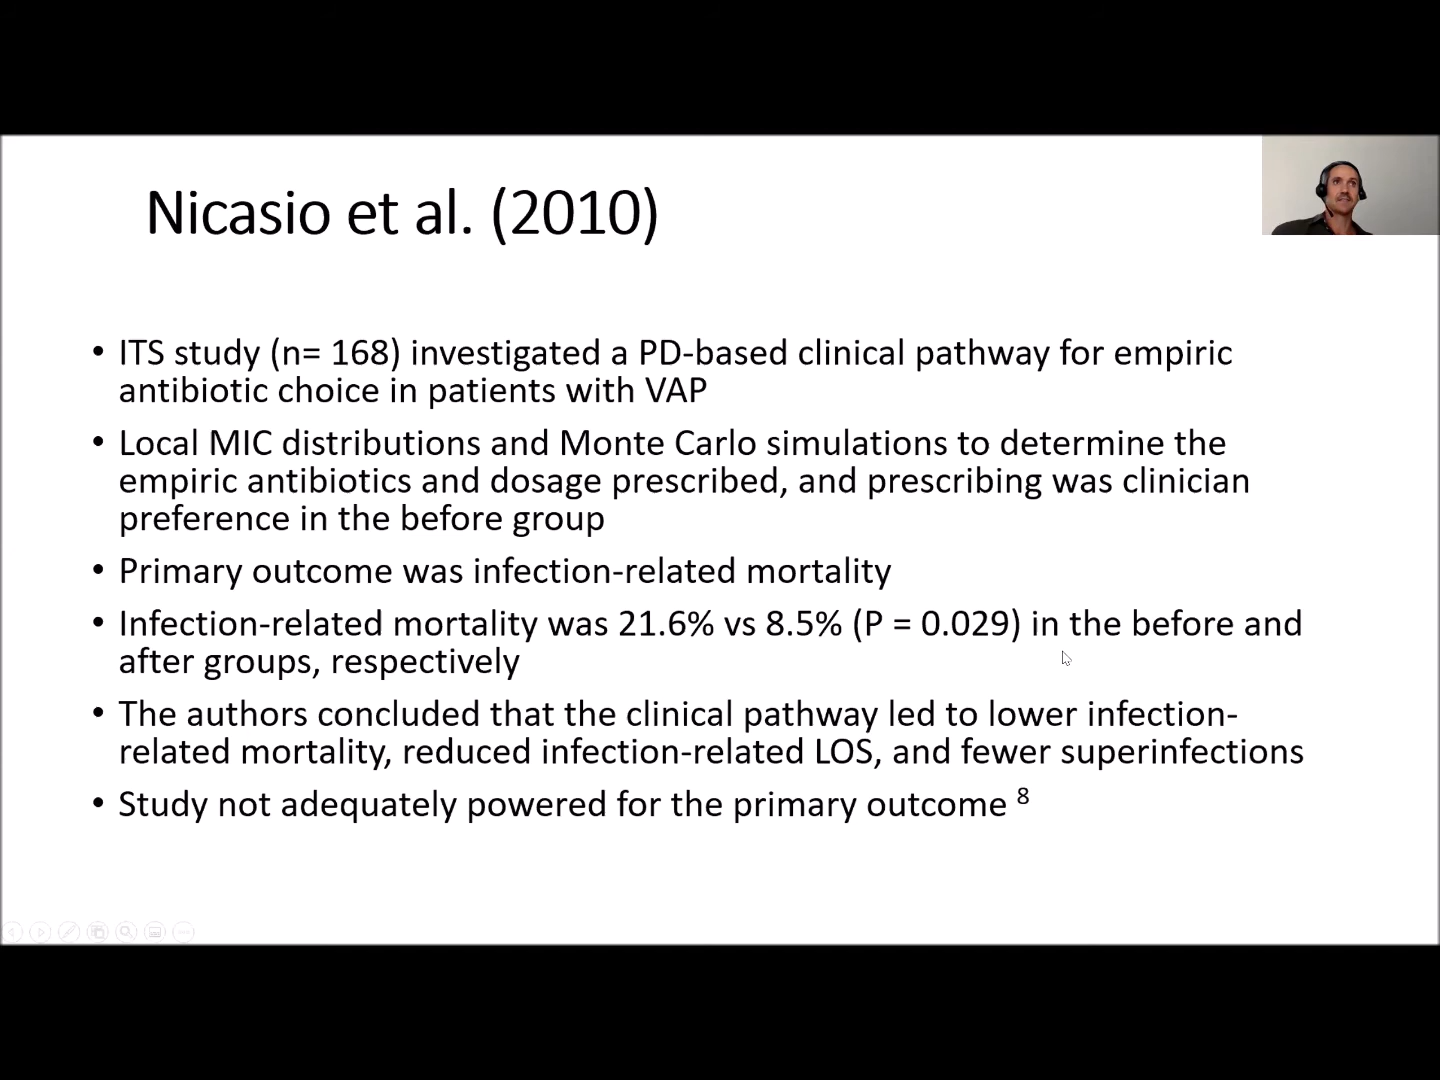 Nicasio et al. (2010)
• ITS study (n= 168) investigated a PD-based clinical pathway for empiric
antibiotic choice in patients with VAP
• Local MIC distributions and Monte Carlo simulations to determine the
empiric antibiotics and dosage prescribed, and prescribing was clinician
preference in the before group
• Primary outcome was infection-related mortality
• Infection-related mortality was 21.6% vs 8.5% (P = 0.029) in the before and
after groups, respectively
• The authors concluded that the clinical pathway led to lower infection-
related mortality, reduced infection-related LOS, and fewer superinfections
• Study not adequately powered for the primary outcome ⁸